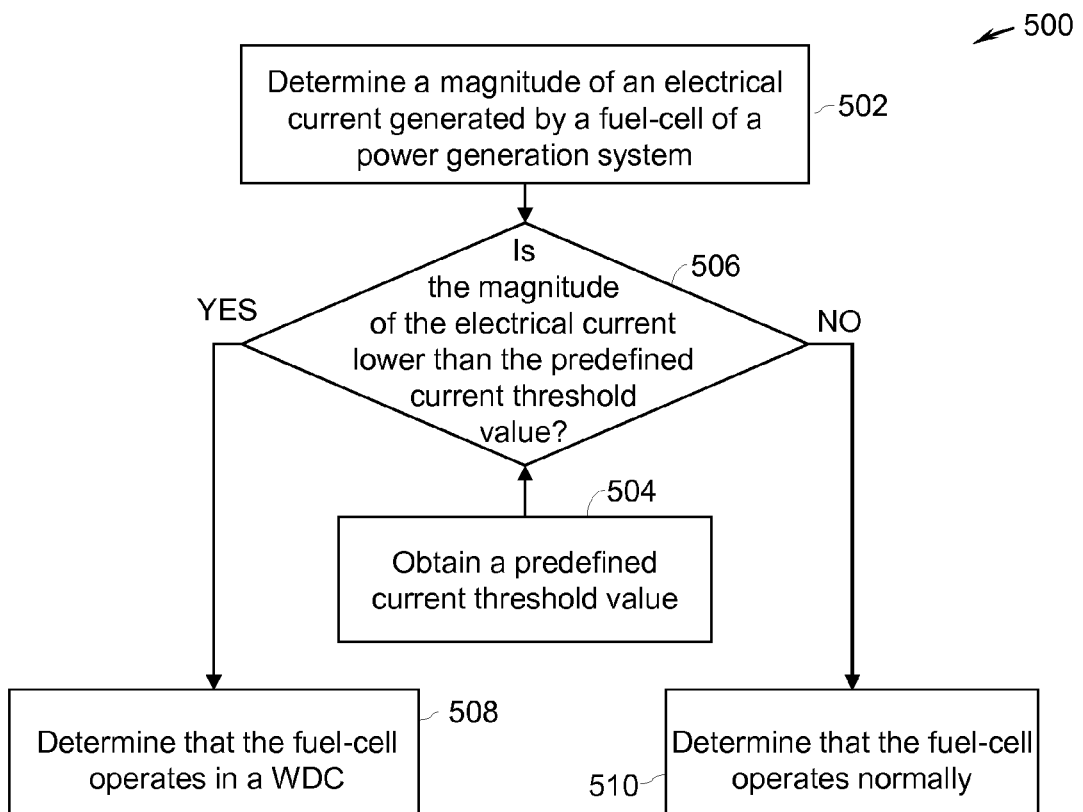 500
Determine a magnitude of an electrical
current generated by a fuel-cell of a
power generation system
502
Is
the magnitude
of the electrical current
lower than the predefined
current threshold
value?
506
YES
NO
504
Obtain a predefined
current threshold value
Determine that the fuel-cell
operates in a WDC
508
Determine that the fuel-cell
operates normally
510